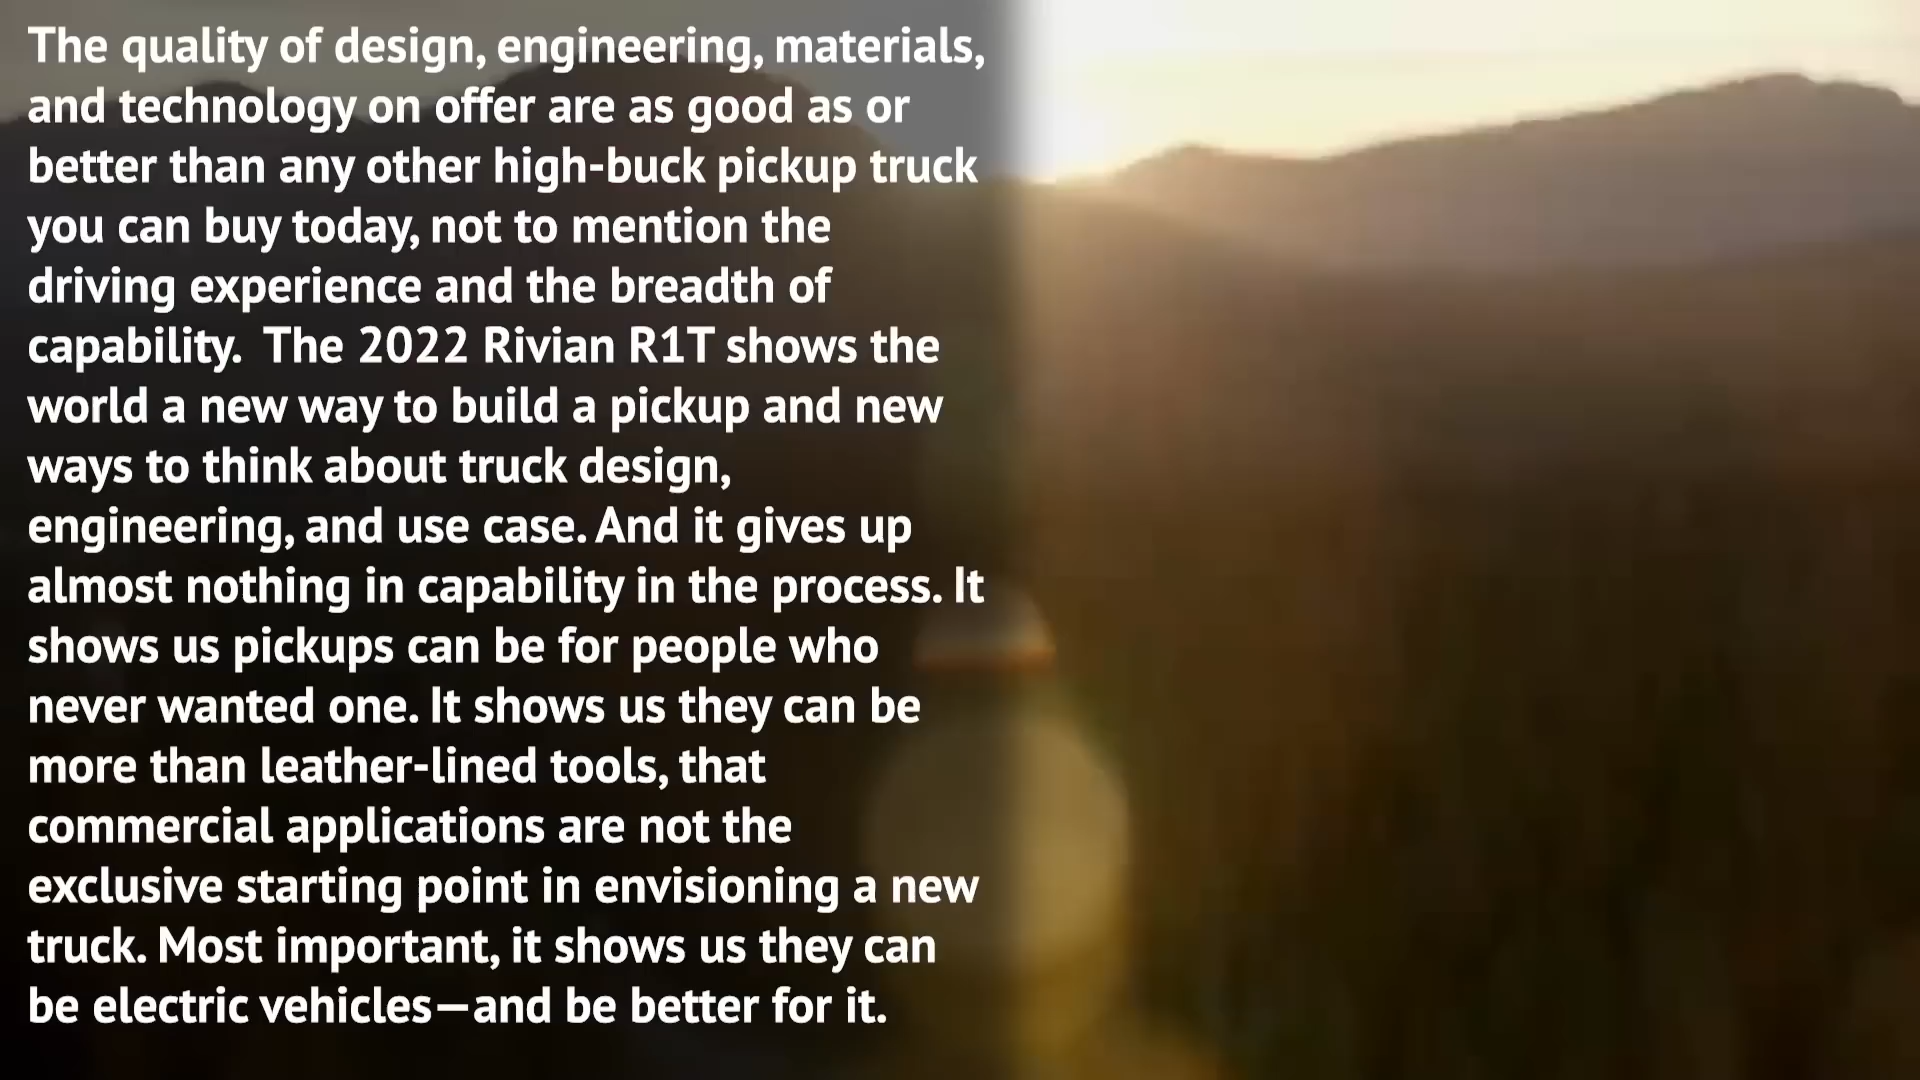 The quality of design, engineering, materials,
and technology on offer are as good as or
better than any other high-buck pickup truck
you can buy today, not to mention the
driving experience and the breadth of
capability.  The 2022 Rivian R1T shows the
world a new way to build a pickup and new
ways to think about truck design,
engineering, and use case. And it gives up
almost nothing in capability in the process. It
shows us pickups can be for people who
never wanted one. It shows us they can be
more than leather-lined tools, that
commercial applications are not the
exclusive starting point in envisioning a new
truck. Most important, it shows us they can
be electric vehicles—and be better for it.